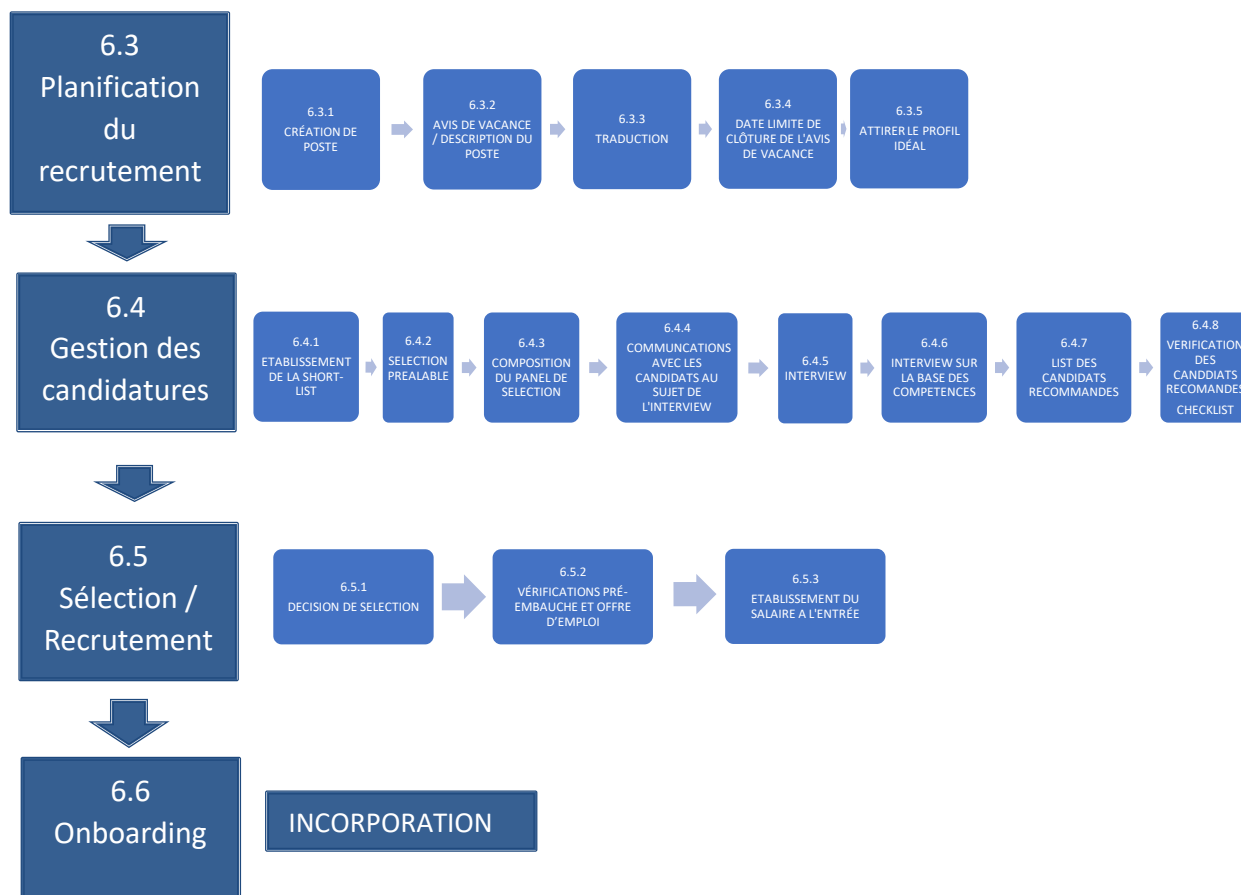 6.3
Planification
du
recrutement
6.3.1
CRÉATION DE
POSTE
6.3.2
AVIS DE VACANCE
/ DESCRIPTION DU
POSTE
6.3.3
TRADUCTION
6.3.4
DATE LIMITE DE
CLÔTURE DE L'AVIS
DE VACANCE
6.3.5
ATTIRER LE PROFIL
IDÉAL
6.4
Gestion des
candidatures
6.4.1
ETABLISSEMENT
DE LA SHORT-
LIST
6.4.2
SELECTION
PREALABLE
6.4.3
COMPOSITION
DU PANEL DE
SELECTION
6.4.4
COMMUNCATIONS
AVEC LES
CANDIDATS AU
SUJET DE
L'INTERVIEW
6.4.5
INTERVIEW
6.4.6
INTERVIEW SUR
LA BASE DES
COMPETENCES
6.4.7
LIST DES
CANDIDATS
RECOMMANDES
6.4.8
VERIFICATION
DES
CANDDIATS
RECOMANDES
CHECKLIST
6.5
Sélection /
Recrutement
6.5.1
DECISION DE SELECTION
6.5.2
VÉRIFICATIONS PRÉ-
EMBAUCHE ET OFFRE
D’EMPLOI
6.5.3
ETABLISSEMENT DU
SALAIRE A L'ENTRÉE
6.6
Onboarding
INCORPORATION